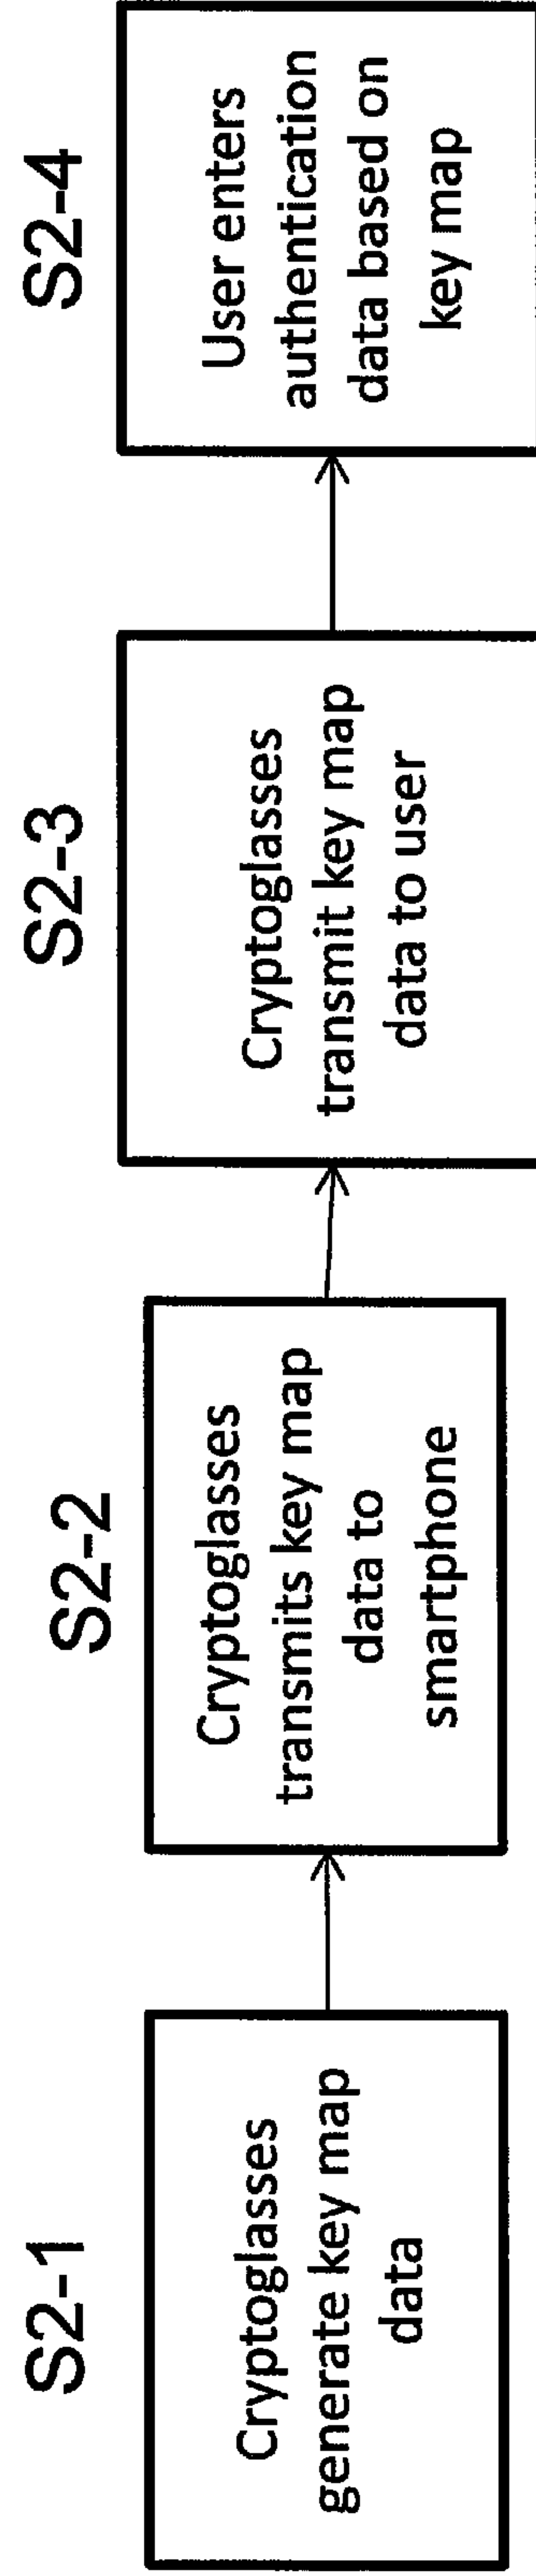 S2-1
Cryptoglasses
generate key map
data
S2-2
Cryptoglasses
transmits key map
data to
smartphone
S2-3
Cryptoglasses
transmit key map
data to user
S2-4
User enters
authentication
data based on
key map